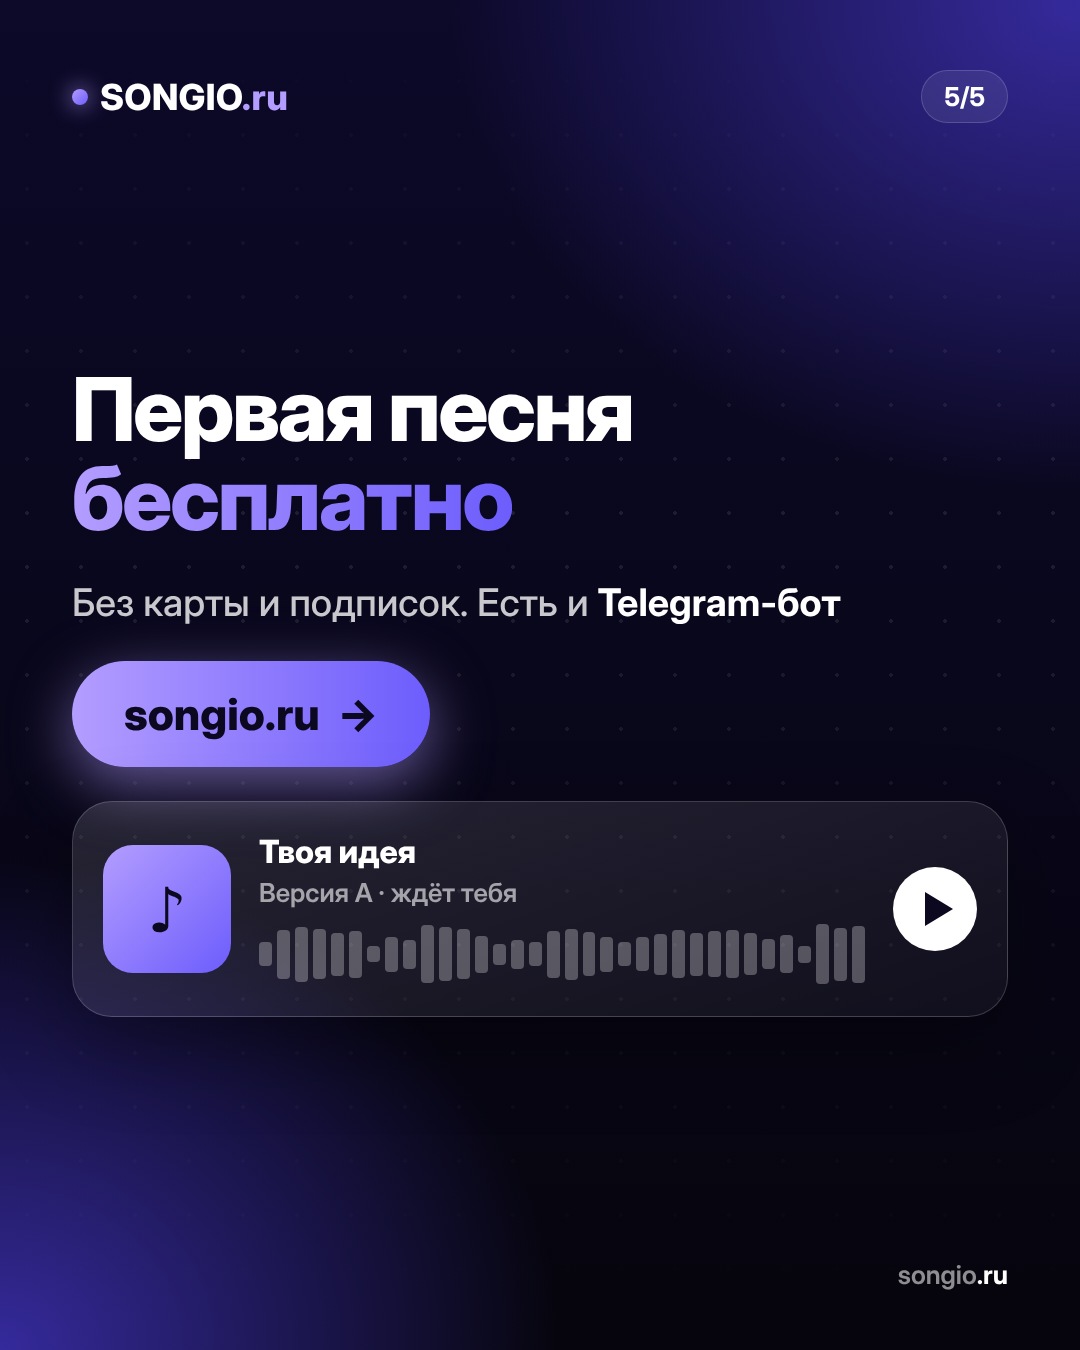 SONGIO.ru
5/5
Первая песня
бесплатно
Без карты и подписок. Есть и Telegram-бот
songio.ru →
Твоя идея
Версия А · ждёт тебя
songio.ru